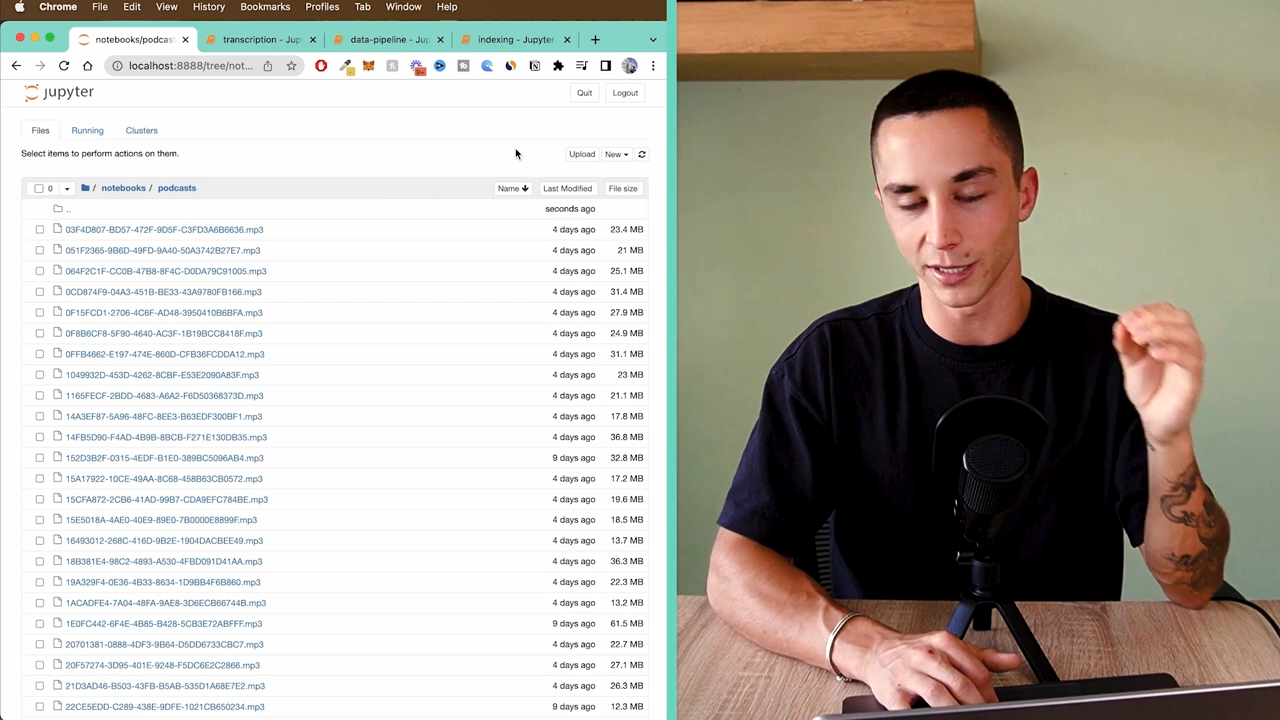 Chrome File Edit View History Bookmarks Profiles Tab Window Help
notebooks/podcas transcription - Jup data-pipeline - Ju indexing - Jupyter
localhost:8888/tree/not...
jupyter Quit Logout
Files Running Clusters
Select items to perform actions on them. Upload New
0 / notebooks / podcasts Name Last Modified File size
.. seconds ago
03F4D807-BD57-472F-9D5F-C3FD3A6B6636.mp3 4 days ago 23.4 MB
051F2365-9B6D-49FD-9A40-50A3742B27E7.mp3 4 days ago 21 MB
064F2C1F-CC0B-47B8-8F4C-D0DA79C91005.mp3 4 days ago 25.1 MB
0CD874F9-04A3-451B-BE33-43A9780FB166.mp3 4 days ago 31.4 MB
0F15FCD1-2706-4C6F-AD48-3950410B6BFA.mp3 4 days ago 27.9 MB
0F8B6CF8-5F90-4640-AC3F-1B19BCC8418F.mp3 4 days ago 24.9 MB
0FFB4662-E197-474E-860D-CFB36FCDDA12.mp3 4 days ago 31.1 MB
1049932D-453D-4262-8CBF-E53E2090A83F.mp3 4 days ago 23 MB
1165FECF-2BDD-4683-A6A2-F6D50368373D.mp3 4 days ago 21.1 MB
14A3EF87-5A96-48FC-8EE3-B63EDF300BF1.mp3 4 days ago 17.8 MB
14FB5D90-F4AD-4B9B-8BCB-F271E130DB35.mp3 4 days ago 36.8 MB
152D3B2F-0315-4EDF-B1E0-389BC5096AB4.mp3 9 days ago 32.8 MB
15A17922-10CE-49AA-8C68-458B63CB0572.mp3 4 days ago 17.2 MB
15CFA872-2CB6-41AD-99B7-CDA9EFC784BE.mp3 4 days ago 19.6 MB
15E5018A-4AE0-40E9-89E0-7B0000E8899F.mp3 4 days ago 18.5 MB
16493012-268C-416D-9B2E-1904DACBEE49.mp3 4 days ago 13.7 MB
18B381E4-98C2-4893-A530-4FBD091D41AA.mp3 4 days ago 36.3 MB
19A329F4-0E36-4B33-8634-1D9BB4F6B860.mp3 4 days ago 22.3 MB
1ACADFE4-7A04-48FA-9AE8-3D6ECB66744B.mp3 4 days ago 13.2 MB
1E0FC442-6F4E-4B85-B428-5CB3E72ABFFF.mp3 9 days ago 61.5 MB
20701381-0888-4DF3-9B64-D5DD6733CBC7.mp3 4 days ago 22.7 MB
20F57274-3D95-401E-9248-F5DC6E2C2866.mp3 4 days ago 27.1 MB
21D3AD46-B503-43FB-B5AB-535D1A68E7E2.mp3 4 days ago 26.3 MB
22CE5EDD-C289-438E-9DFE-1021CB650234.mp3 9 days ago 12.3 MB